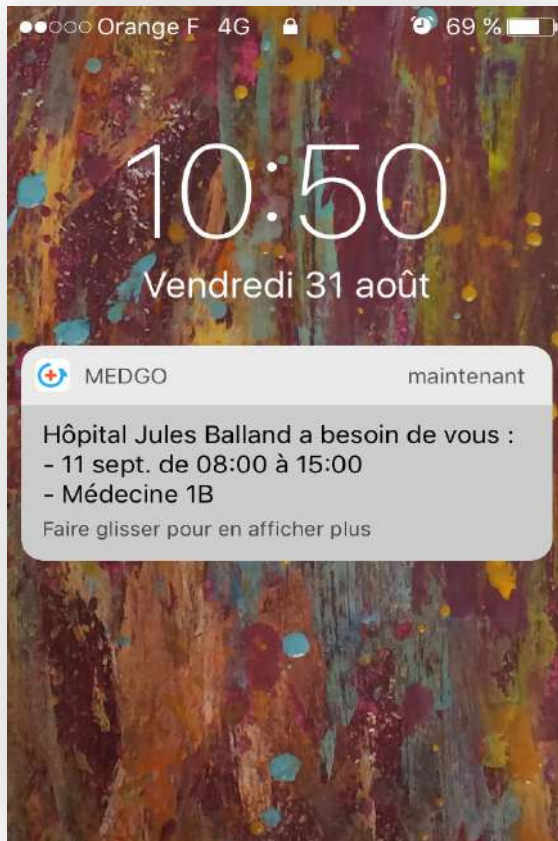 Orange F 4G 69 %
10:50
Vendredi 31 août
MEDGO maintenant
Hôpital Jules Balland a besoin de vous :
- 11 sept. de 08:00 à 15:00
- Médecine 1B
Faire glisser pour en afficher plus